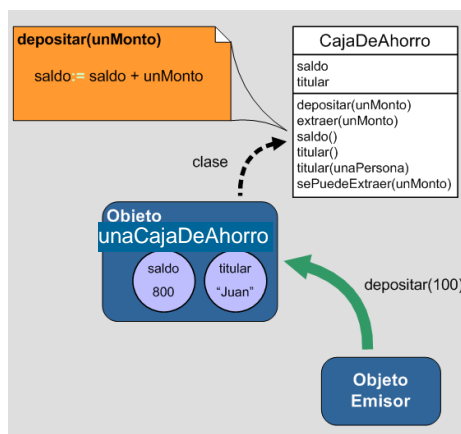 depositar(unMonto)
saldo:= saldo + unMonto
CajaDeAhorro
saldo
titular
depositar(unMonto)
extraer(unMonto)
saldo()
titular()
titular(unaPersona)
sePuedeExtraer(unMonto)
clase
Objeto
unaCajaDeAhorro
saldo
800
titular
“Juan”
depositar(100)
Objeto
Emisor